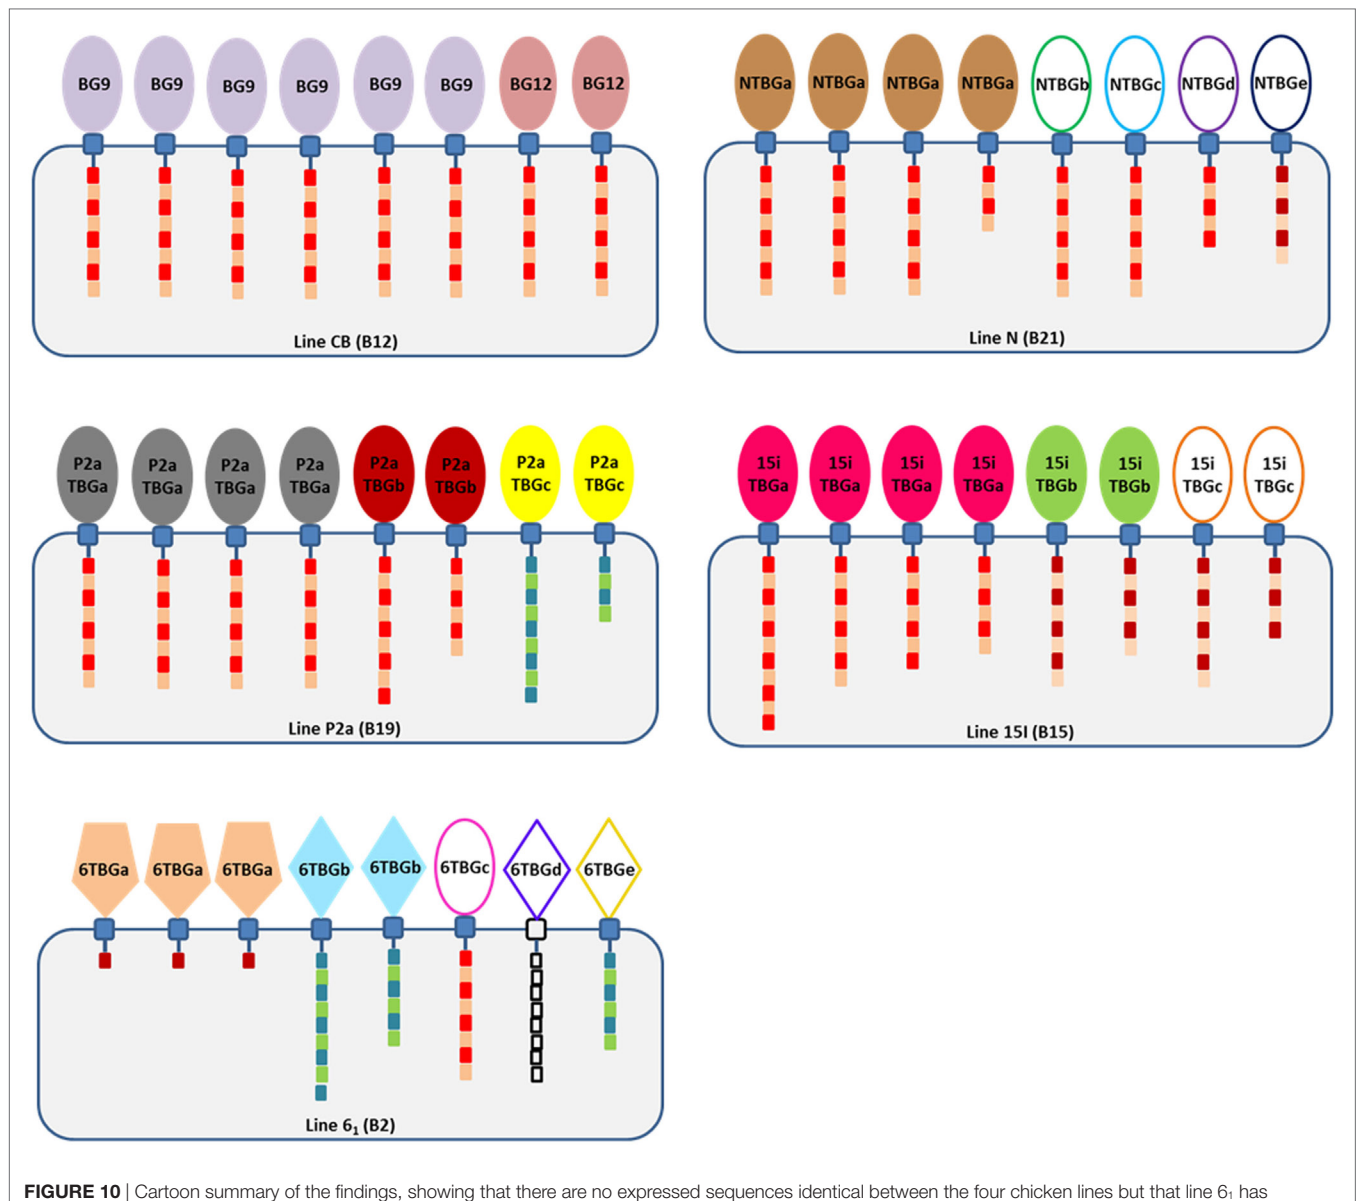 BG9 BG9 BG9 BG9 BG9 BG9 BG12 BG12
Line CB (B12)
NTBGa NTBGa NTBGa NTBGa NTBGb NTBGc NTBGd NTBGe
Line N (B21)
P2a P2a P2a P2a P2a P2a P2a P2a
TBGa TBGa TBGa TBGa TBGb TBGb TBGc TBGc
Line P2a (B19)
15i 15i 15i 15i 15i 15i 15i 15i
TBGa TBGa TBGa TBGa TBGb TBGb TBGc TBGc
Line 15I (B15)
6TBGa 6TBGa 6TBGa 6TBGb 6TBGb 6TBGc 6TBGd 6TBGe
Line 6₁ (B2)
FIGURE 10 | Cartoon summary of the findings, showing that there are no expressed sequences identical between the four chicken lines but that line 6₁ has